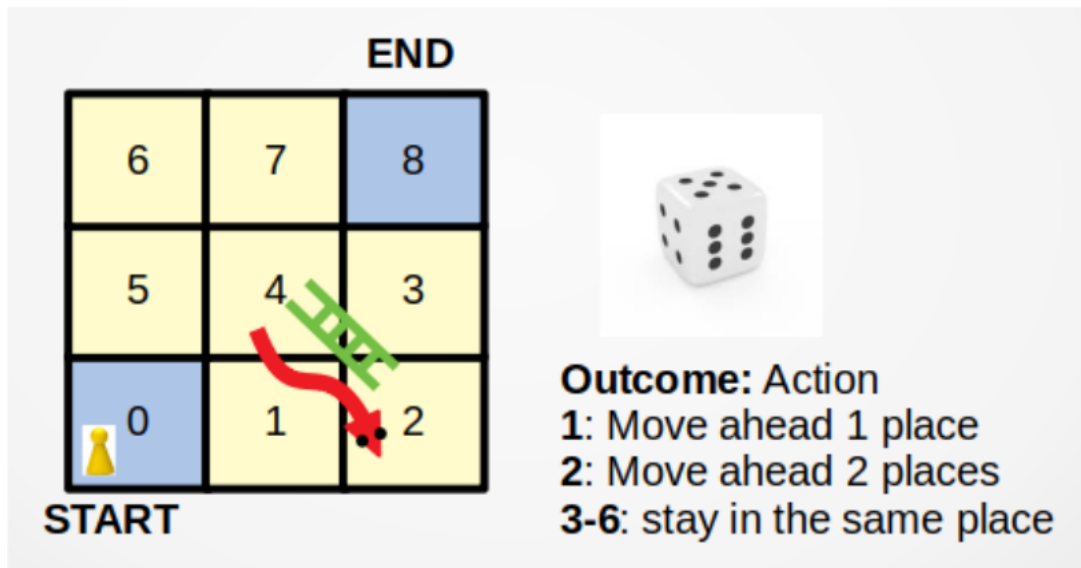 END
6 7 8
5 4 3
0 1 2
START
Outcome: Action
1: Move ahead 1 place
2: Move ahead 2 places
3-6: stay in the same place